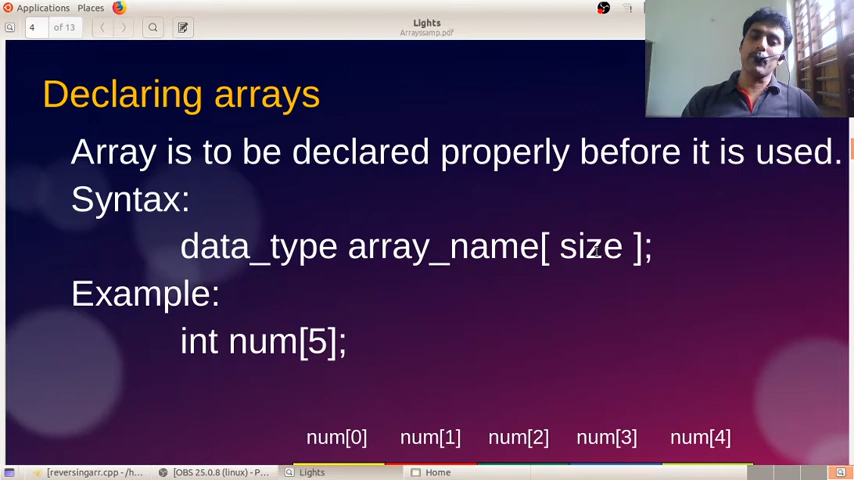 Applications Places
Lights
Arrayssamp.pdf
4 of 13
Declaring arrays
Array is to be declared properly before it is used.
Syntax:
data_type array_name[ size ];
Example:
int num[5];
num[0] num[1] num[2] num[3] num[4]
[reversingarr.cpp - /h... [OBS 25.0.8 (linux) - P... Lights Home